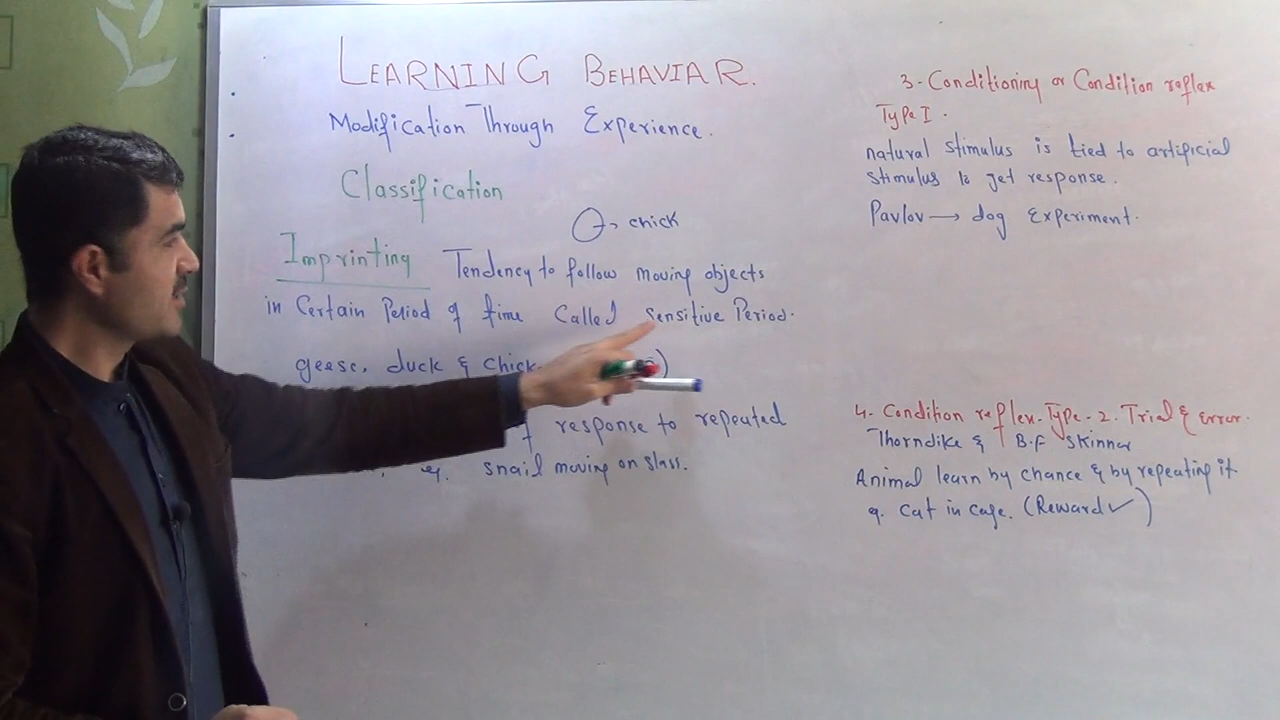 LEARNING BEHAVIAR.
Modification Through Experience.
Classification
→ chick
Imprinting Tendency to follow moving objects
in Certain Period of time Called Sensitive Period.
geese, duck & chick
response to repeated
eg. snail moving on glass.
3- Conditioning or Condition reflex
Type I.
natural stimulus is tied to artificial
stimulus to get response.
Pavlov → dog Experiment.
4- Condition reflex-Type-2. Trial & error.
Thorndike & B.F Skinner
Animal learn by chance & by repeating it
eg. Cat in cage. (Reward ✓)